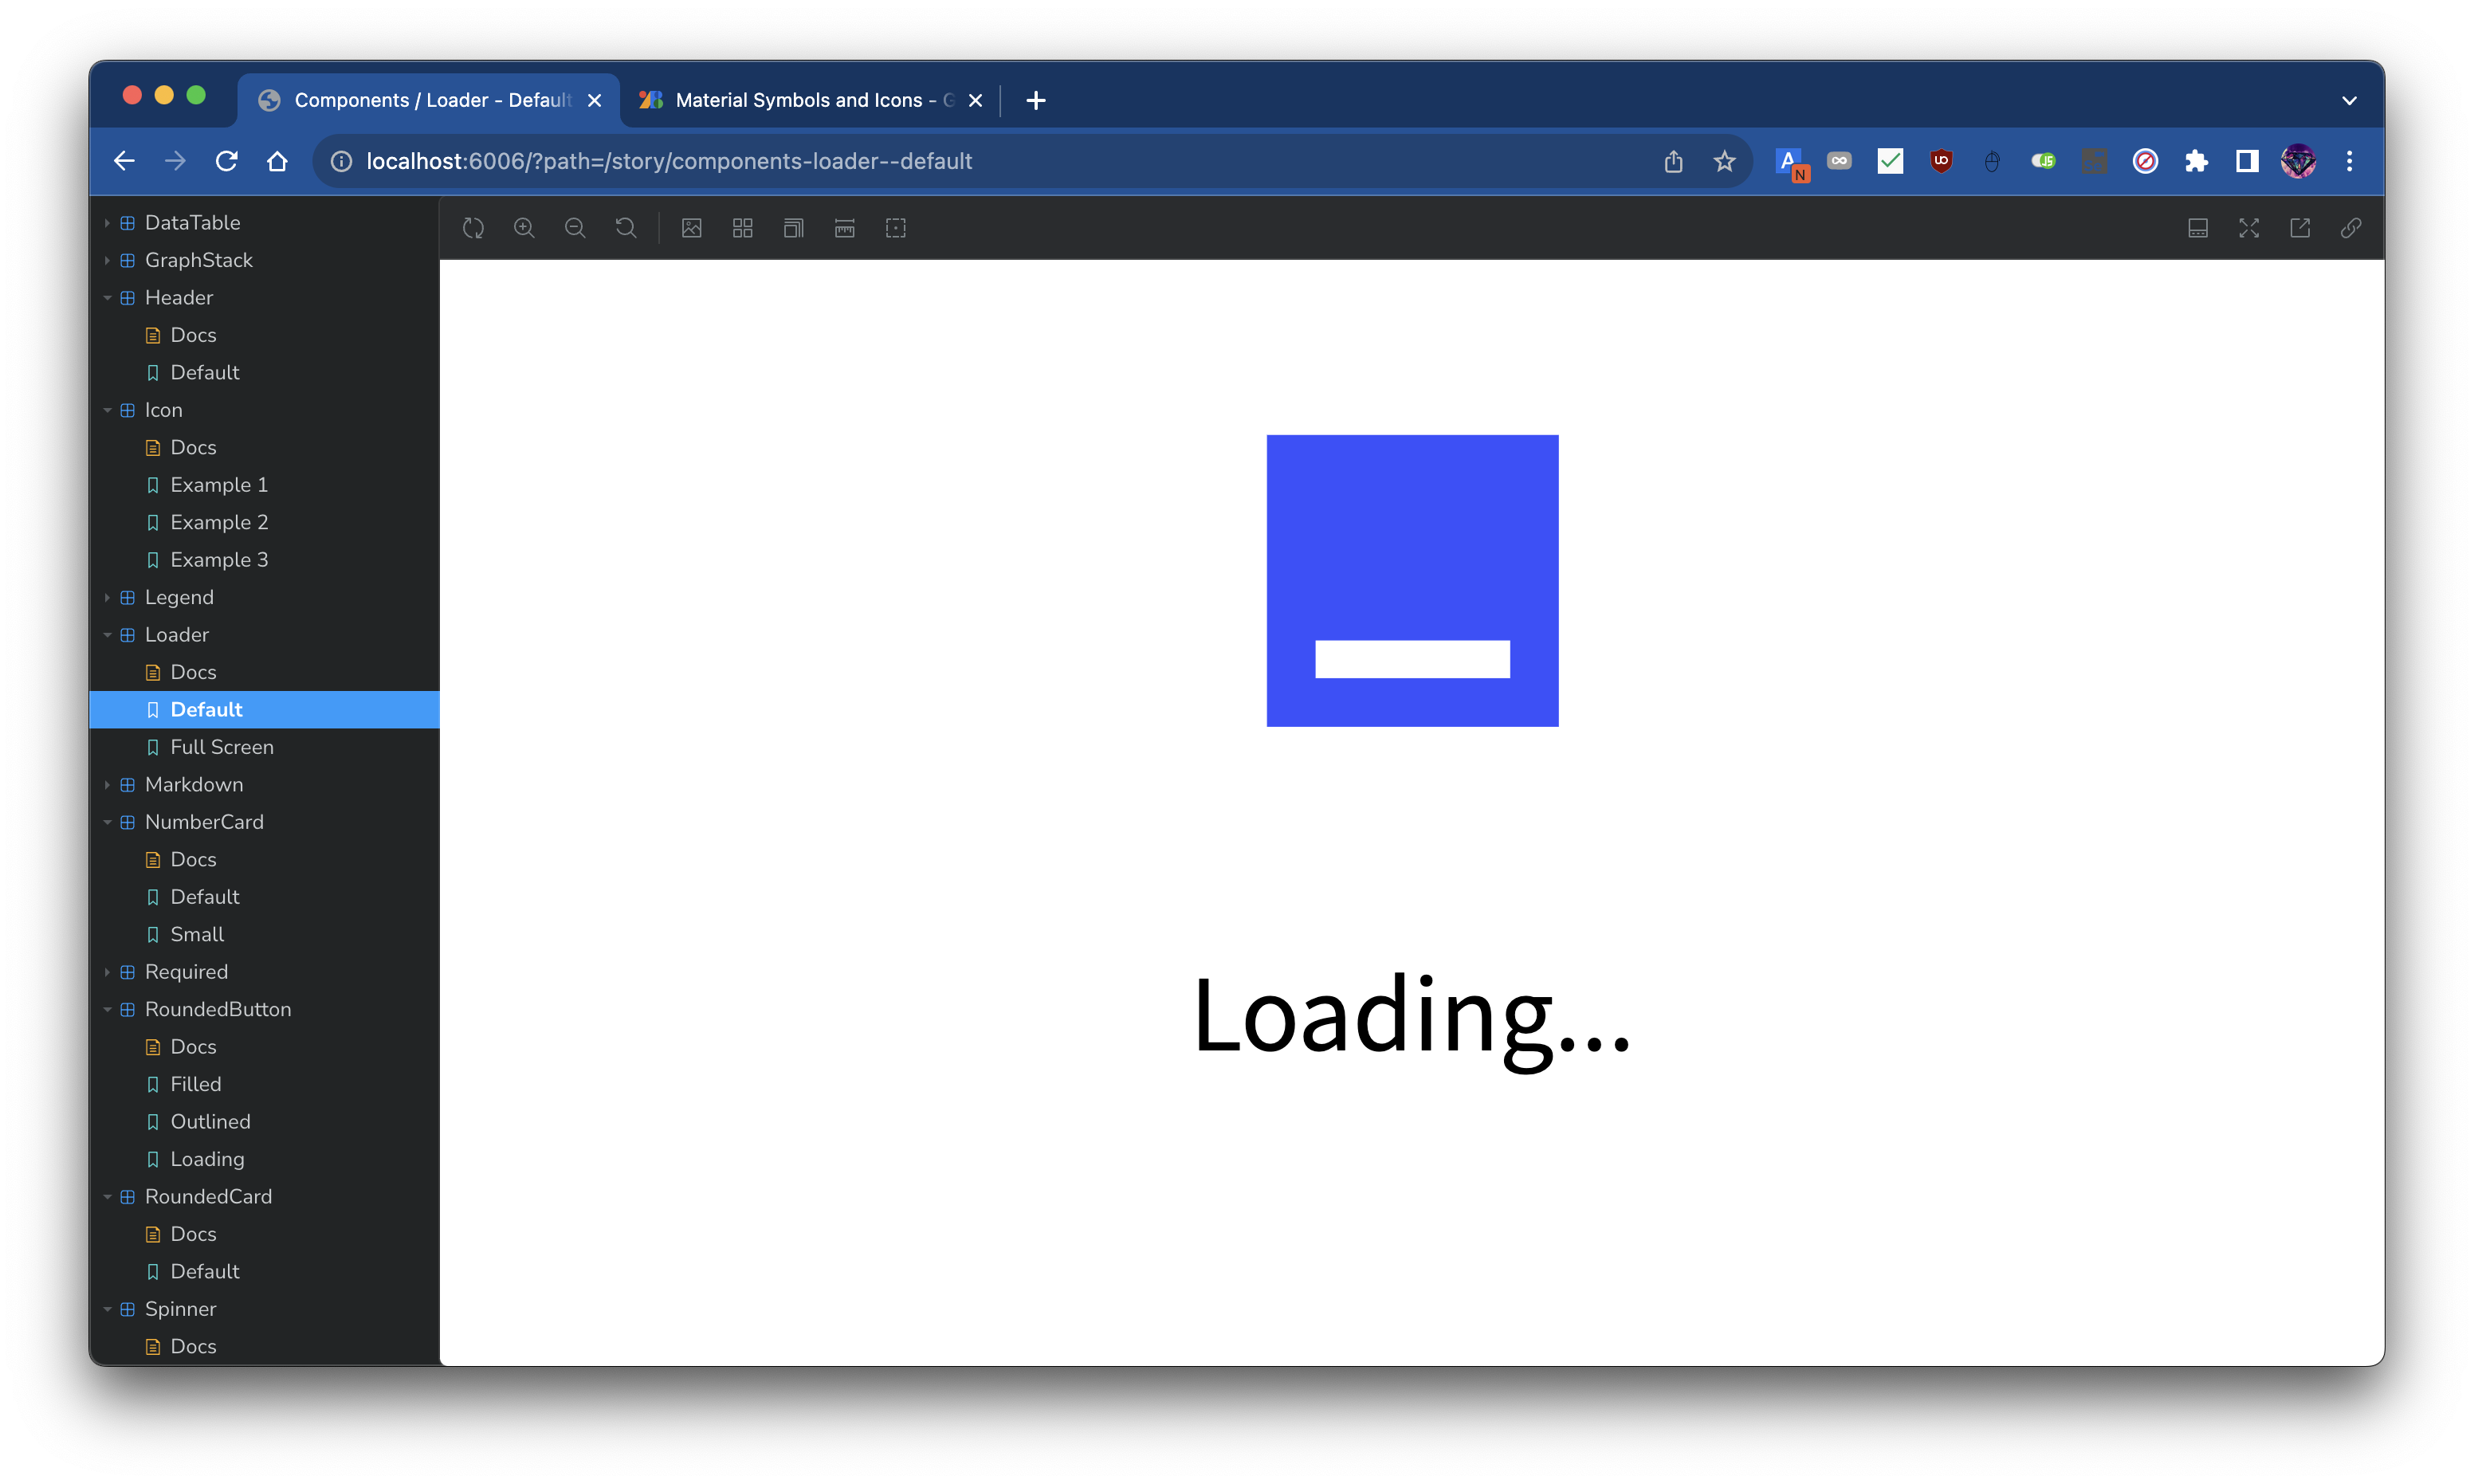 Components / Loader - Default
Material Symbols and Icons - G
localhost:6006/?path=/story/components-loader--default
N
JS
DataTable
GraphStack
Header
Docs
Default
Icon
Docs
Example 1
Example 2
Example 3
Legend
Loader
Docs
Default
Full Screen
Markdown
NumberCard
Docs
Default
Small
Required
RoundedButton
Docs
Filled
Outlined
Loading
RoundedCard
Docs
Default
Spinner
Docs
Loading...